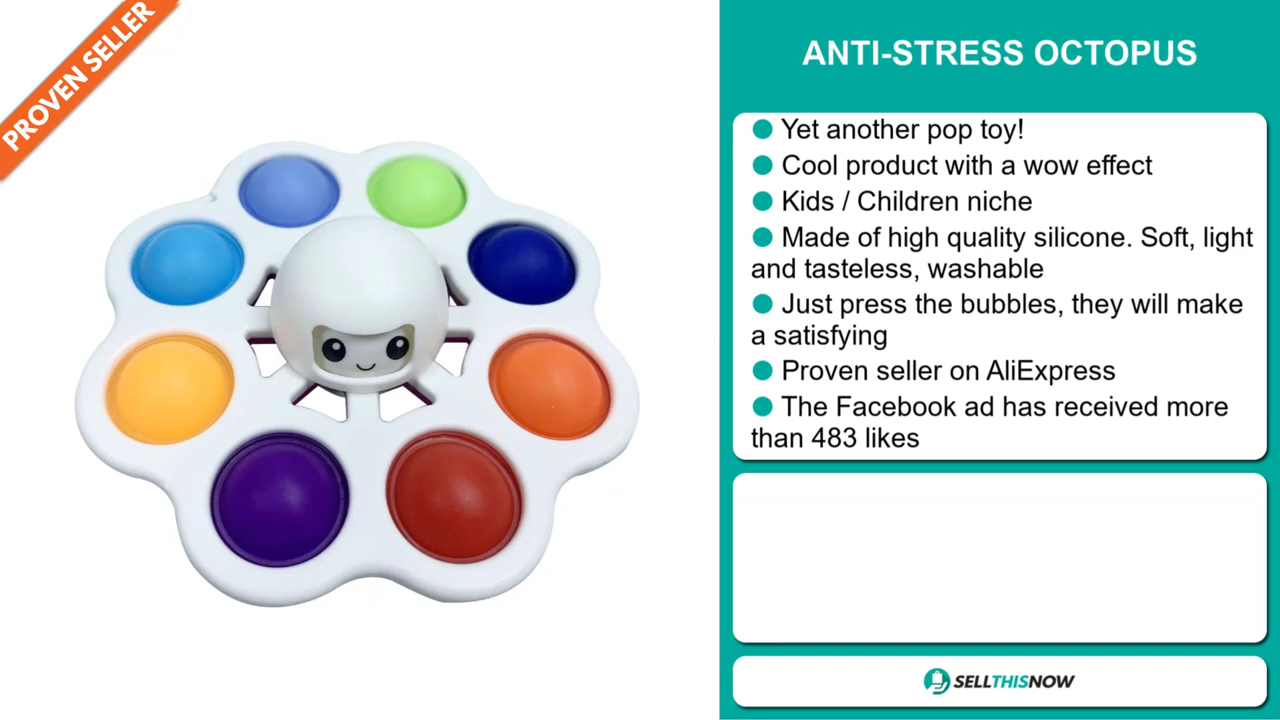 PROVEN SELLER
ANTI-STRESS OCTOPUS
Yet another pop toy!
Cool product with a wow effect
Kids / Children niche
Made of high quality silicone. Soft, light
and tasteless, washable
Just press the bubbles, they will make
a satisfying
Proven seller on AliExpress
The Facebook ad has received more
than 483 likes
SELLTHISNOW